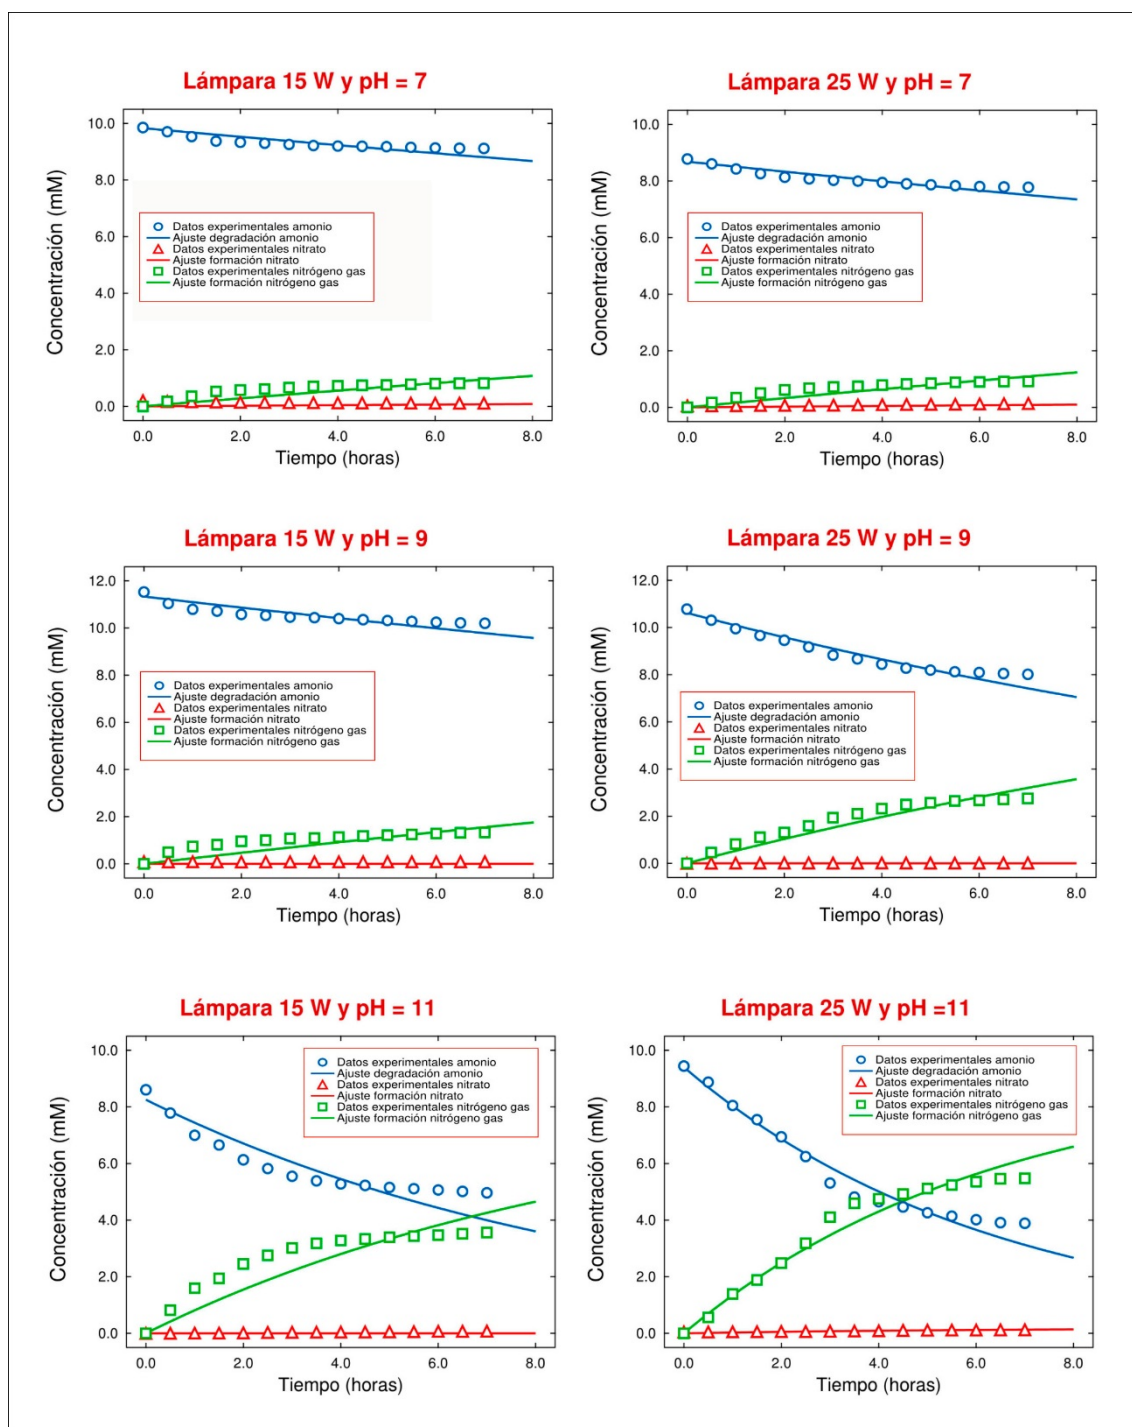 Lámpara 15 W y pH = 7
10.0
8.0
6.0
4.0
2.0
0.0
Concentración (mM)
Datos experimentales amonio
Ajuste degradación amonio
Datos experimentales nitrato
Ajuste formación nitrato
Datos experimentales nitrógeno gas
Ajuste formación nitrógeno gas
0.0 2.0 4.0 6.0 8.0
Tiempo (horas)
Lámpara 25 W y pH = 7
10.0
8.0
6.0
4.0
2.0
0.0
Concentración (mM)
Datos experimentales amonio
Ajuste degradación amonio
Datos experimentales nitrato
Ajuste formación nitrato
Datos experimentales nitrógeno gas
Ajuste formación nitrógeno gas
0.0 2.0 4.0 6.0 8.0
Tiempo (horas)
Lámpara 15 W y pH = 9
12.0
10.0
8.0
6.0
4.0
2.0
0.0
Concentración (mM)
Datos experimentales amonio
Ajuste degradación amonio
Datos experimentales nitrato
Ajuste formación nitrato
Datos experimentales nitrógeno gas
Ajuste formación nitrógeno gas
0.0 2.0 4.0 6.0 8.0
Tiempo (horas)
Lámpara 25 W y pH = 9
12.0
10.0
8.0
6.0
4.0
2.0
0.0
Concentración (mM)
Datos experimentales amonio
Ajuste degradación amonio
Datos experimentales nitrato
Ajuste formación nitrato
Datos experimentales nitrógeno gas
Ajuste formación nitrógeno gas
0.0 2.0 4.0 6.0 8.0
Tiempo (horas)
Lámpara 15 W y pH = 11
10.0
8.0
6.0
4.0
2.0
0.0
Concentración (mM)
Datos experimentales amonio
Ajuste degradación amonio
Datos experimentales nitrato
Ajuste formación nitrato
Datos experimentales nitrógeno gas
Ajuste formación nitrógeno gas
0.0 2.0 4.0 6.0 8.0
Tiempo (horas)
Lámpara 25 W y pH =11
10.0
8.0
6.0
4.0
2.0
0.0
Concentración (mM)
Datos experimentales amonio
Ajuste degradación amonio
Datos experimentales nitrato
Ajuste formación nitrato
Datos experimentales nitrógeno gas
Ajuste formación nitrógeno gas
0.0 2.0 4.0 6.0 8.0
Tiempo (horas)